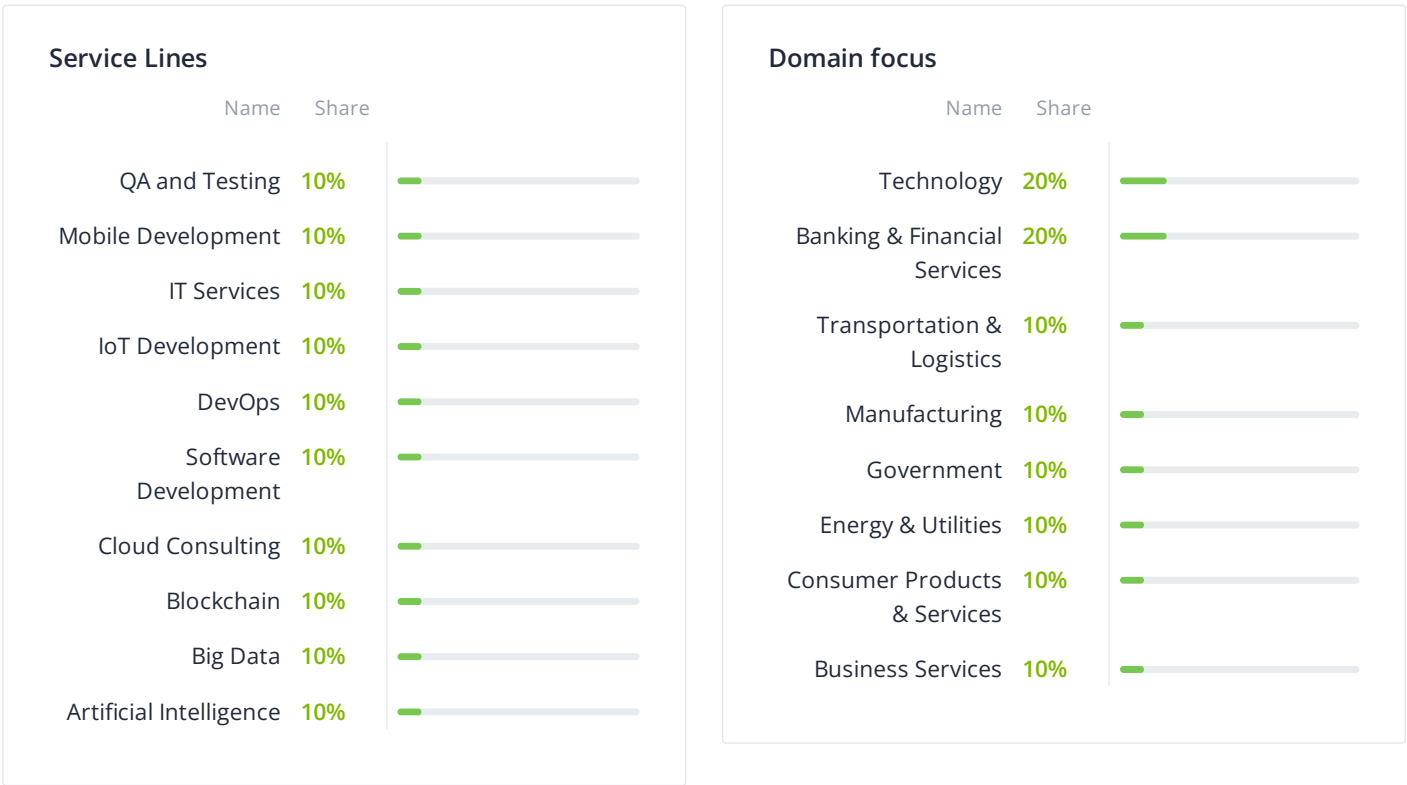 Service Lines
Name Share
QA and Testing 10%
Mobile Development 10%
IT Services 10%
IoT Development 10%
DevOps 10%
Software 10%
Development
Cloud Consulting 10%
Blockchain 10%
Big Data 10%
Artificial Intelligence 10%
Domain focus
Name Share
Technology 20%
Banking & Financial 20%
Services
Transportation & 10%
Logistics
Manufacturing 10%
Government 10%
Energy & Utilities 10%
Consumer Products 10%
& Services
Business Services 10%